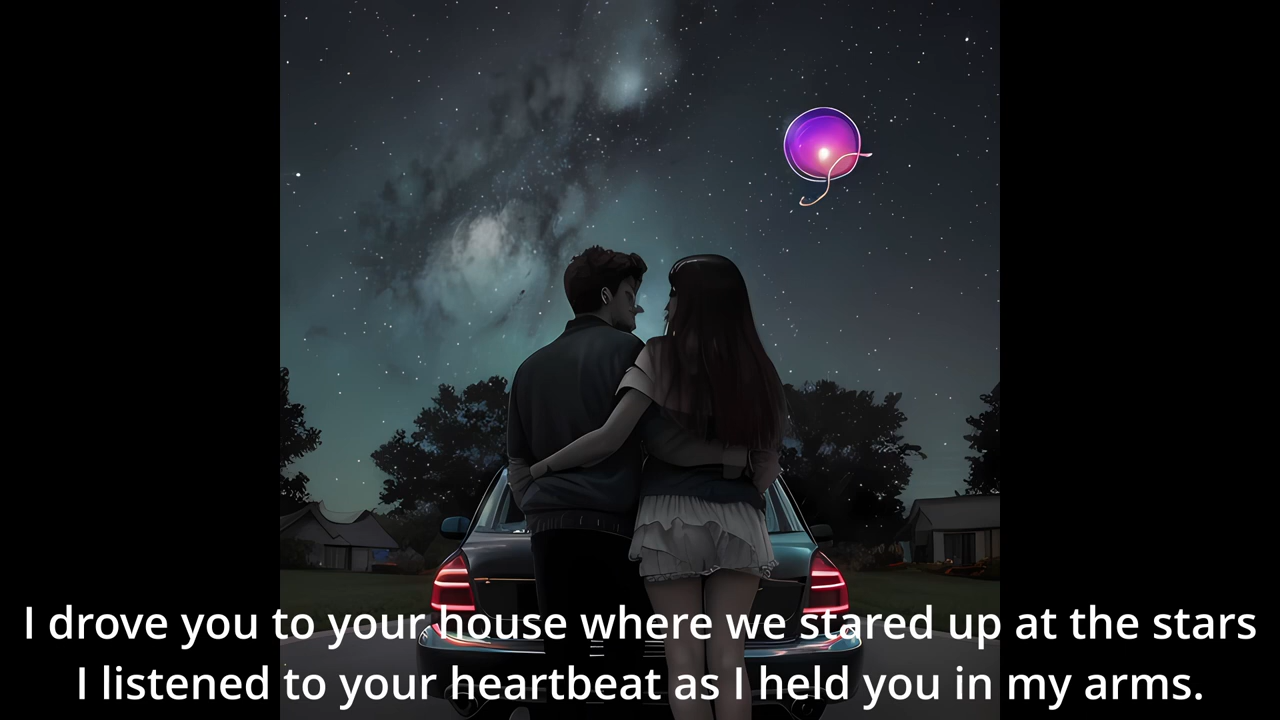 I drove you to your house where we stared up at the stars
I listened to your heartbeat as I held you in my arms.